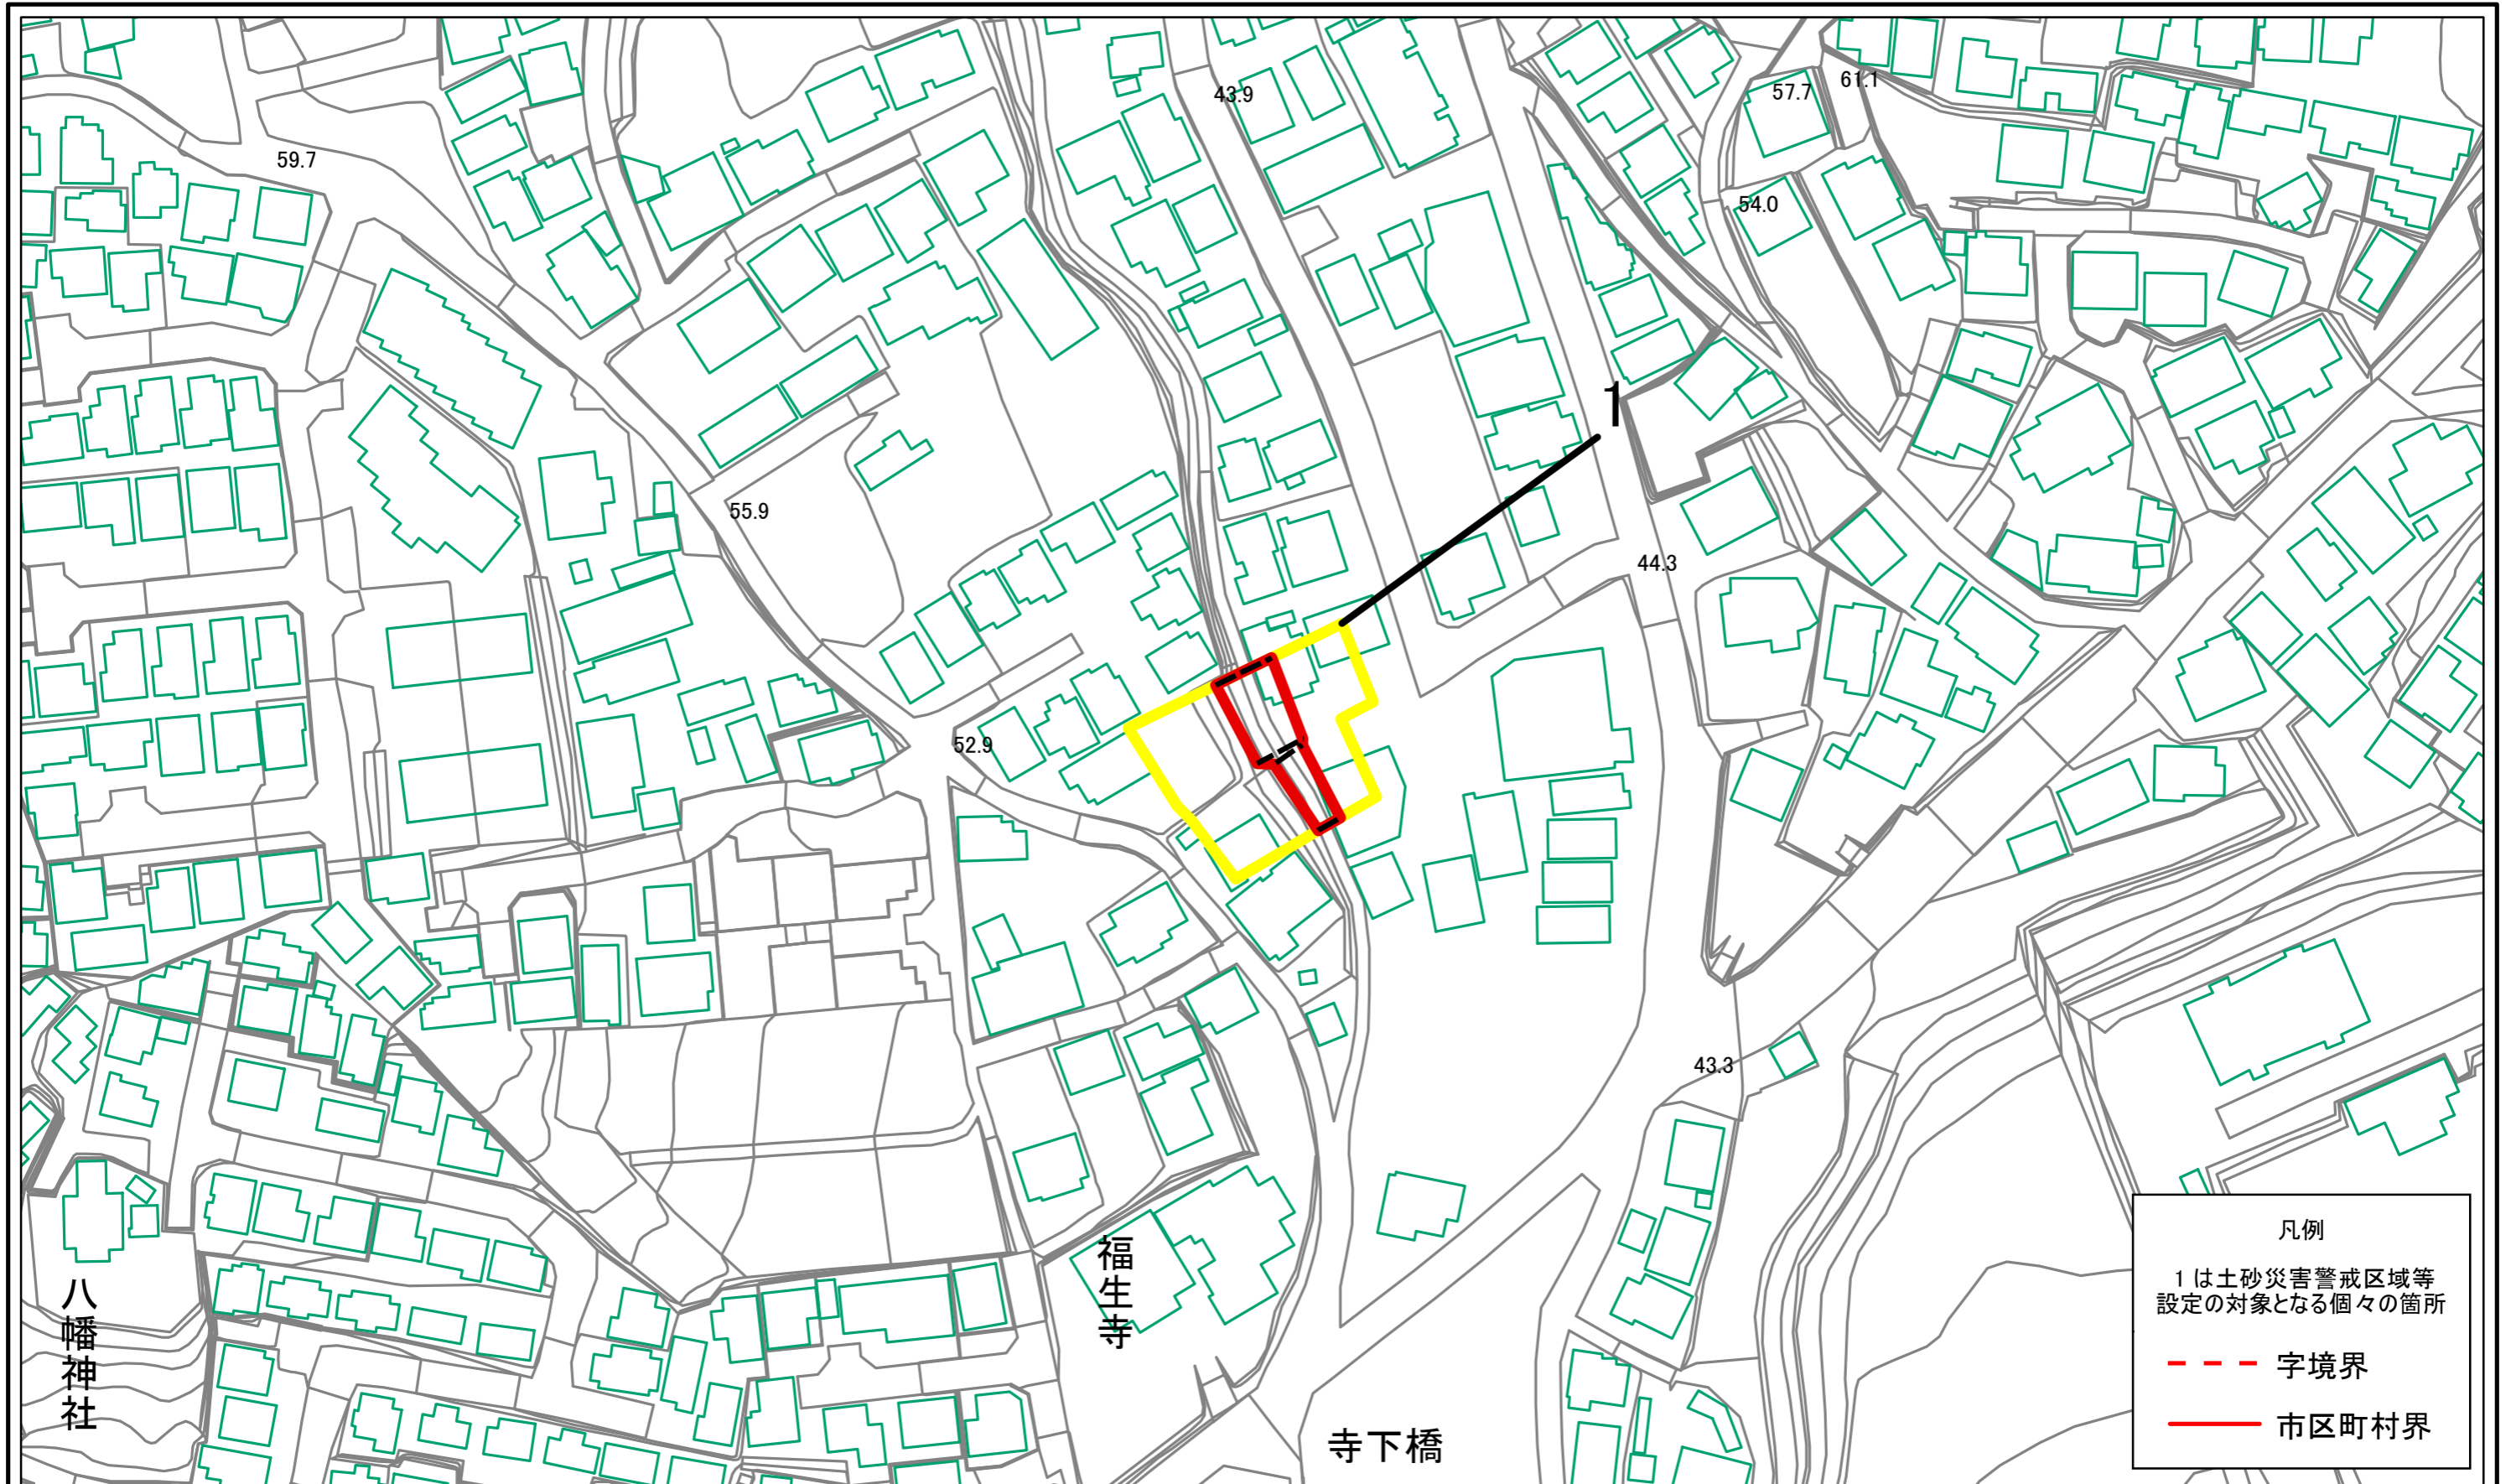 61.1
57.7
43.9
59.7
54.0
1
55.9
44.3
52.9
43.3
福生寺
八幡神社
寺下橋
凡例
1は土砂災害警戒区域等
設定の対象となる個々の箇所
字境界
市区町村界